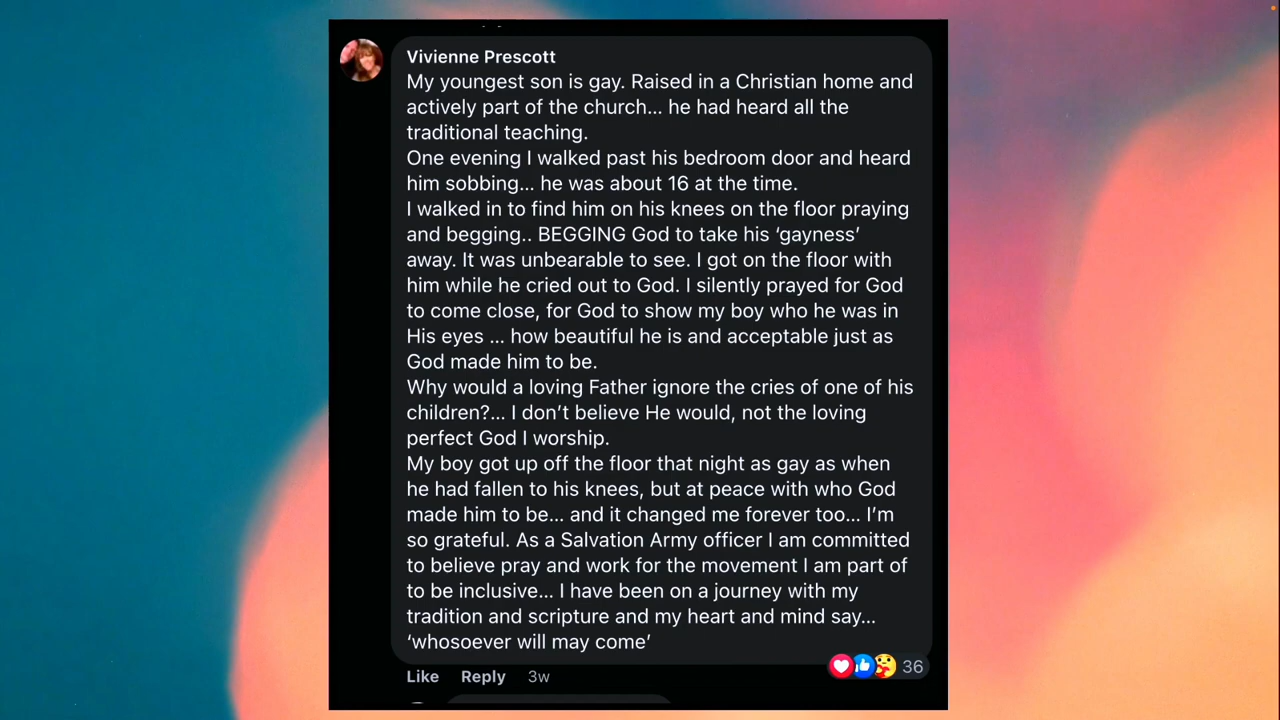 Vivienne Prescott
My youngest son is gay. Raised in a Christian home and
actively part of the church... he had heard all the
traditional teaching.
One evening I walked past his bedroom door and heard
him sobbing... he was about 16 at the time.
I walked in to find him on his knees on the floor praying
and begging.. BEGGING God to take his ‘gayness’
away. It was unbearable to see. I got on the floor with
him while he cried out to God. I silently prayed for God
to come close, for God to show my boy who he was in
His eyes ... how beautiful he is and acceptable just as
God made him to be.
Why would a loving Father ignore the cries of one of his
children?... I don’t believe He would, not the loving
perfect God I worship.
My boy got up off the floor that night as gay as when
he had fallen to his knees, but at peace with who God
made him to be... and it changed me forever too... I’m
so grateful. As a Salvation Army officer I am committed
to believe pray and work for the movement I am part of
to be inclusive... I have been on a journey with my
tradition and scripture and my heart and mind say...
‘whosoever will may come’
36
Like Reply 3w